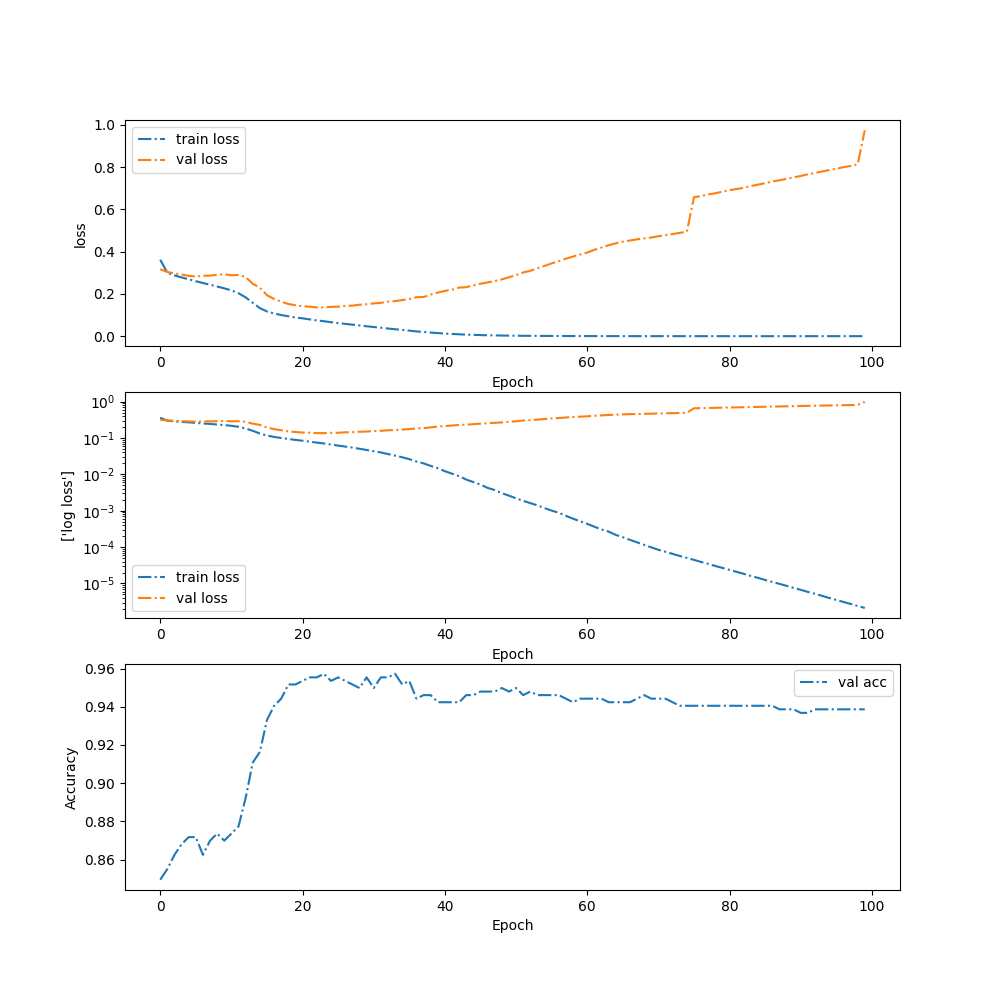 1.0
0.8
0.6
0.4
0.2
0.0
loss
train loss
val loss
0 20 40 60 80 100
Epoch
10⁰
10⁻¹
10⁻²
10⁻³
10⁻⁴
10⁻⁵
['log loss']
train loss
val loss
0 20 40 60 80 100
Epoch
0.96
0.94
0.92
0.90
0.88
0.86
Accuracy
val acc
0 20 40 60 80 100
Epoch